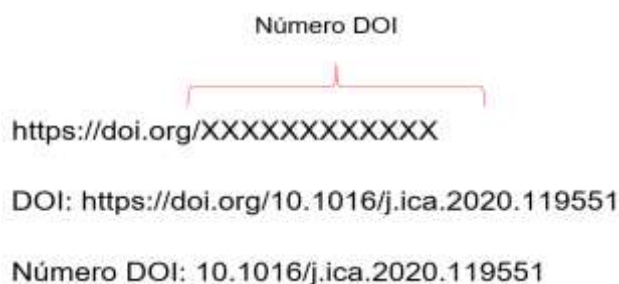 Número DOI
https://doi.org/XXXXXXXXXXXX
DOI: https://doi.org/10.1016/j.ica.2020.119551
Número DOI: 10.1016/j.ica.2020.119551